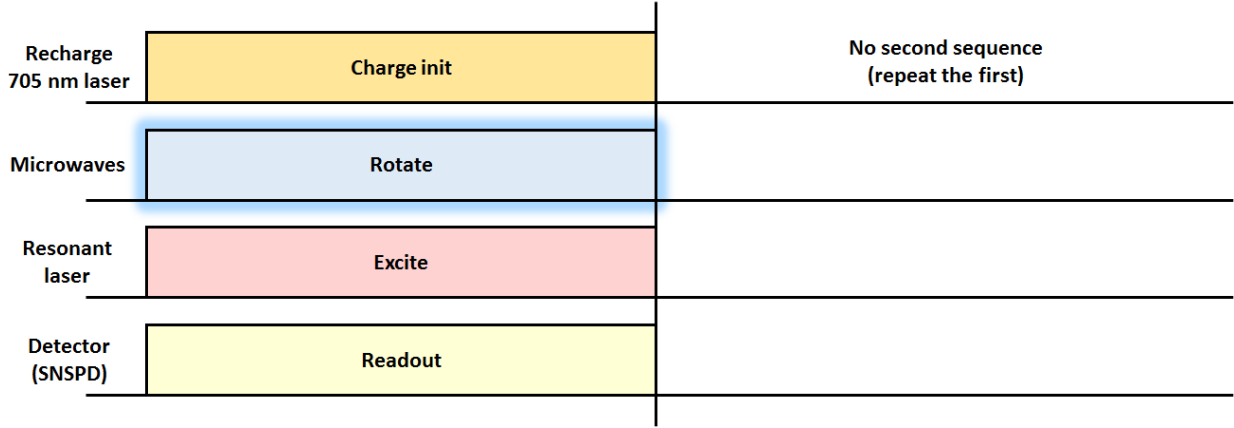 Recharge
705 nm laser
Charge init
No second sequence
(repeat the first)
Microwaves
Rotate
Resonant
laser
Excite
Detector
(SNSPD)
Readout